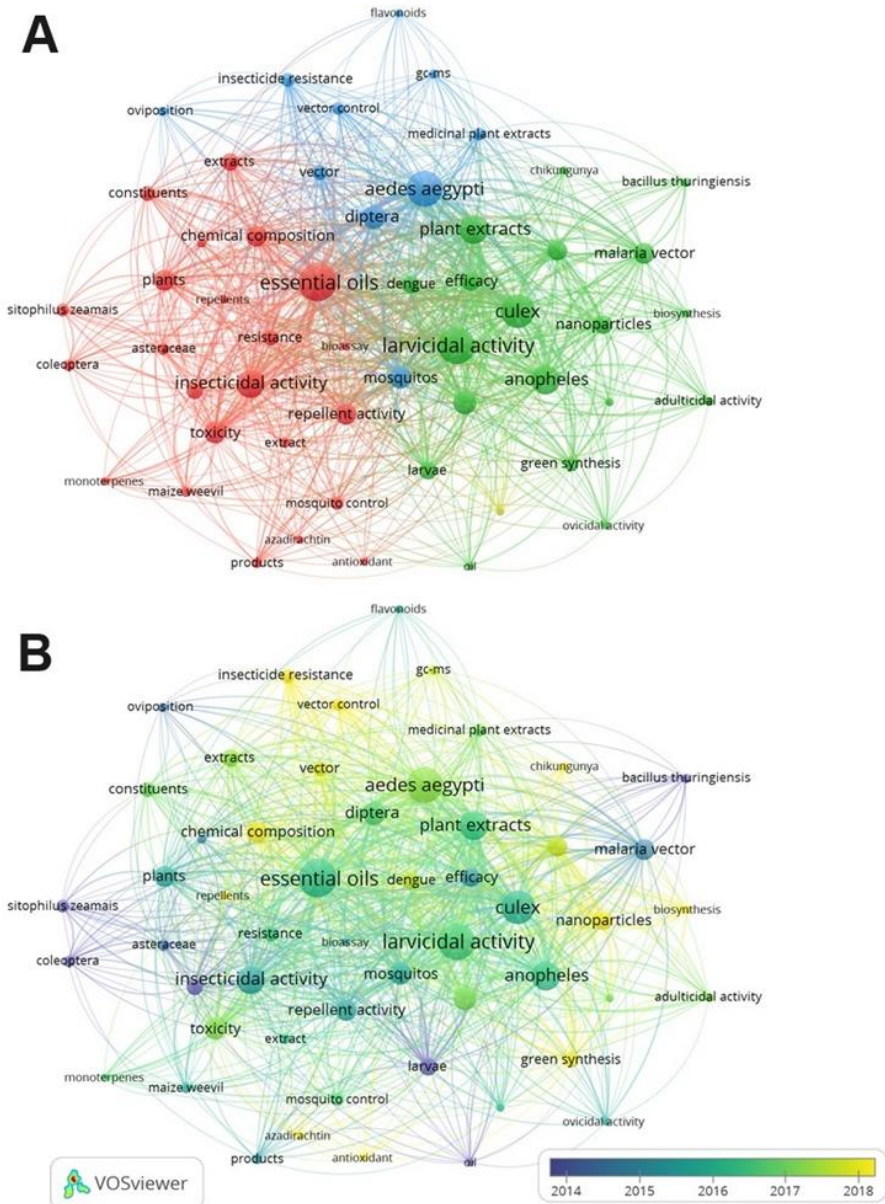 A
flavonoids
insecticide resistance
gc-ms
oviposition
vector control
medicinal plant extracts
extracts
chikungunya
vector
bacillus thuringiensis
constituents
aedes aegypti
diptera
plant extracts
chemical composition
malaria vector
plants
essential oils
dengue
efficacy
repellents
sitophilus zeamais
culex
biosynthesis
nanoparticles
resistance
asteraceae
bioassay
larvicidal activity
coleoptera
insecticidal activity
mosquitos
anopheles
adulticidal activity
repellent activity
toxicity
extract
larvae
green synthesis
monoterpenes
maize weevil
mosquito control
ovicidal activity
azadirachtin
products
antioxidant
oil
B
flavonoids
insecticide resistance
gc-ms
oviposition
vector control
medicinal plant extracts
extracts
chikungunya
vector
bacillus thuringiensis
constituents
aedes aegypti
diptera
plant extracts
chemical composition
malaria vector
plants
essential oils
dengue
efficacy
repellents
sitophilus zeamais
culex
biosynthesis
nanoparticles
resistance
asteraceae
bioassay
larvicidal activity
coleoptera
insecticidal activity
mosquitos
anopheles
adulticidal activity
repellent activity
toxicity
extract
larvae
green synthesis
monoterpenes
maize weevil
mosquito control
ovicidal activity
azadirachtin
products
antioxidant
oil
VOSviewer
2014 2015 2016 2017 2018